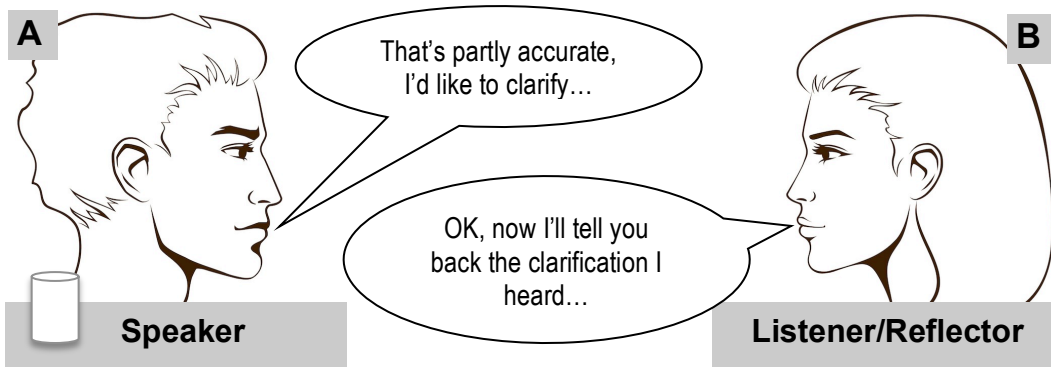 A
B
That’s partly accurate,
I’d like to clarify…
OK, now I’ll tell you
back the clarification I
heard…
Speaker
Listener/Reflector